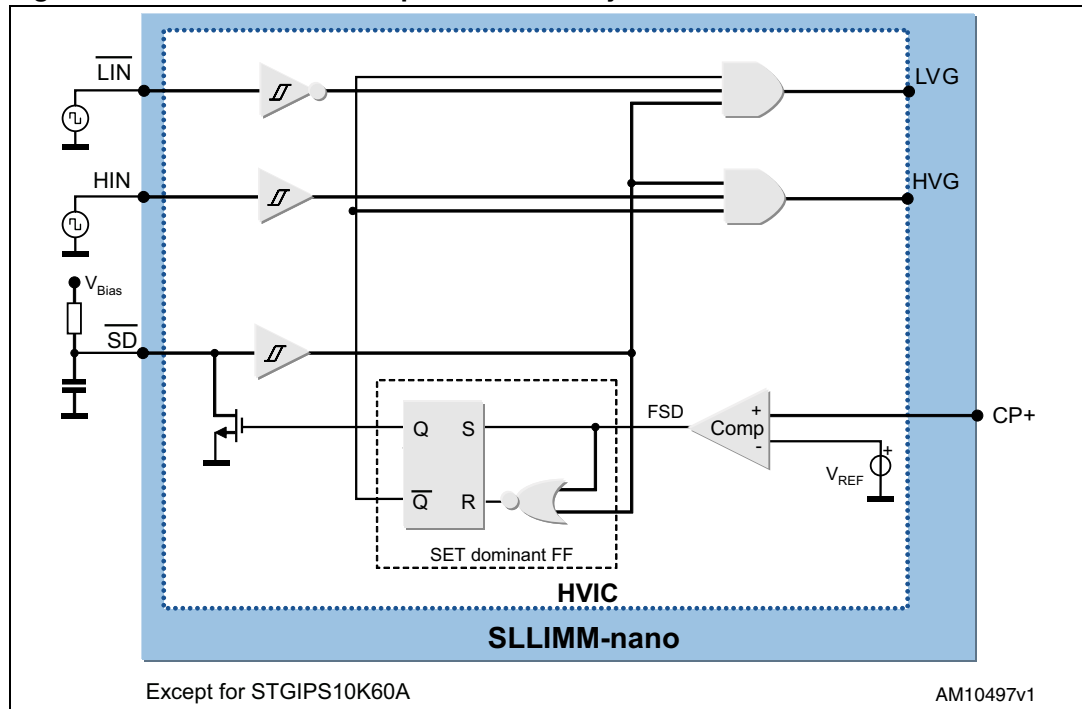 LIN
LVG
HIN
HVG
VBias
SD
FSD
+
Comp
-
CP+
Q
S
+
VREF
Q
R
SET dominant FF
HVIC
SLLIMM-nano
Except for STGIPS10K60A
AM10497v1